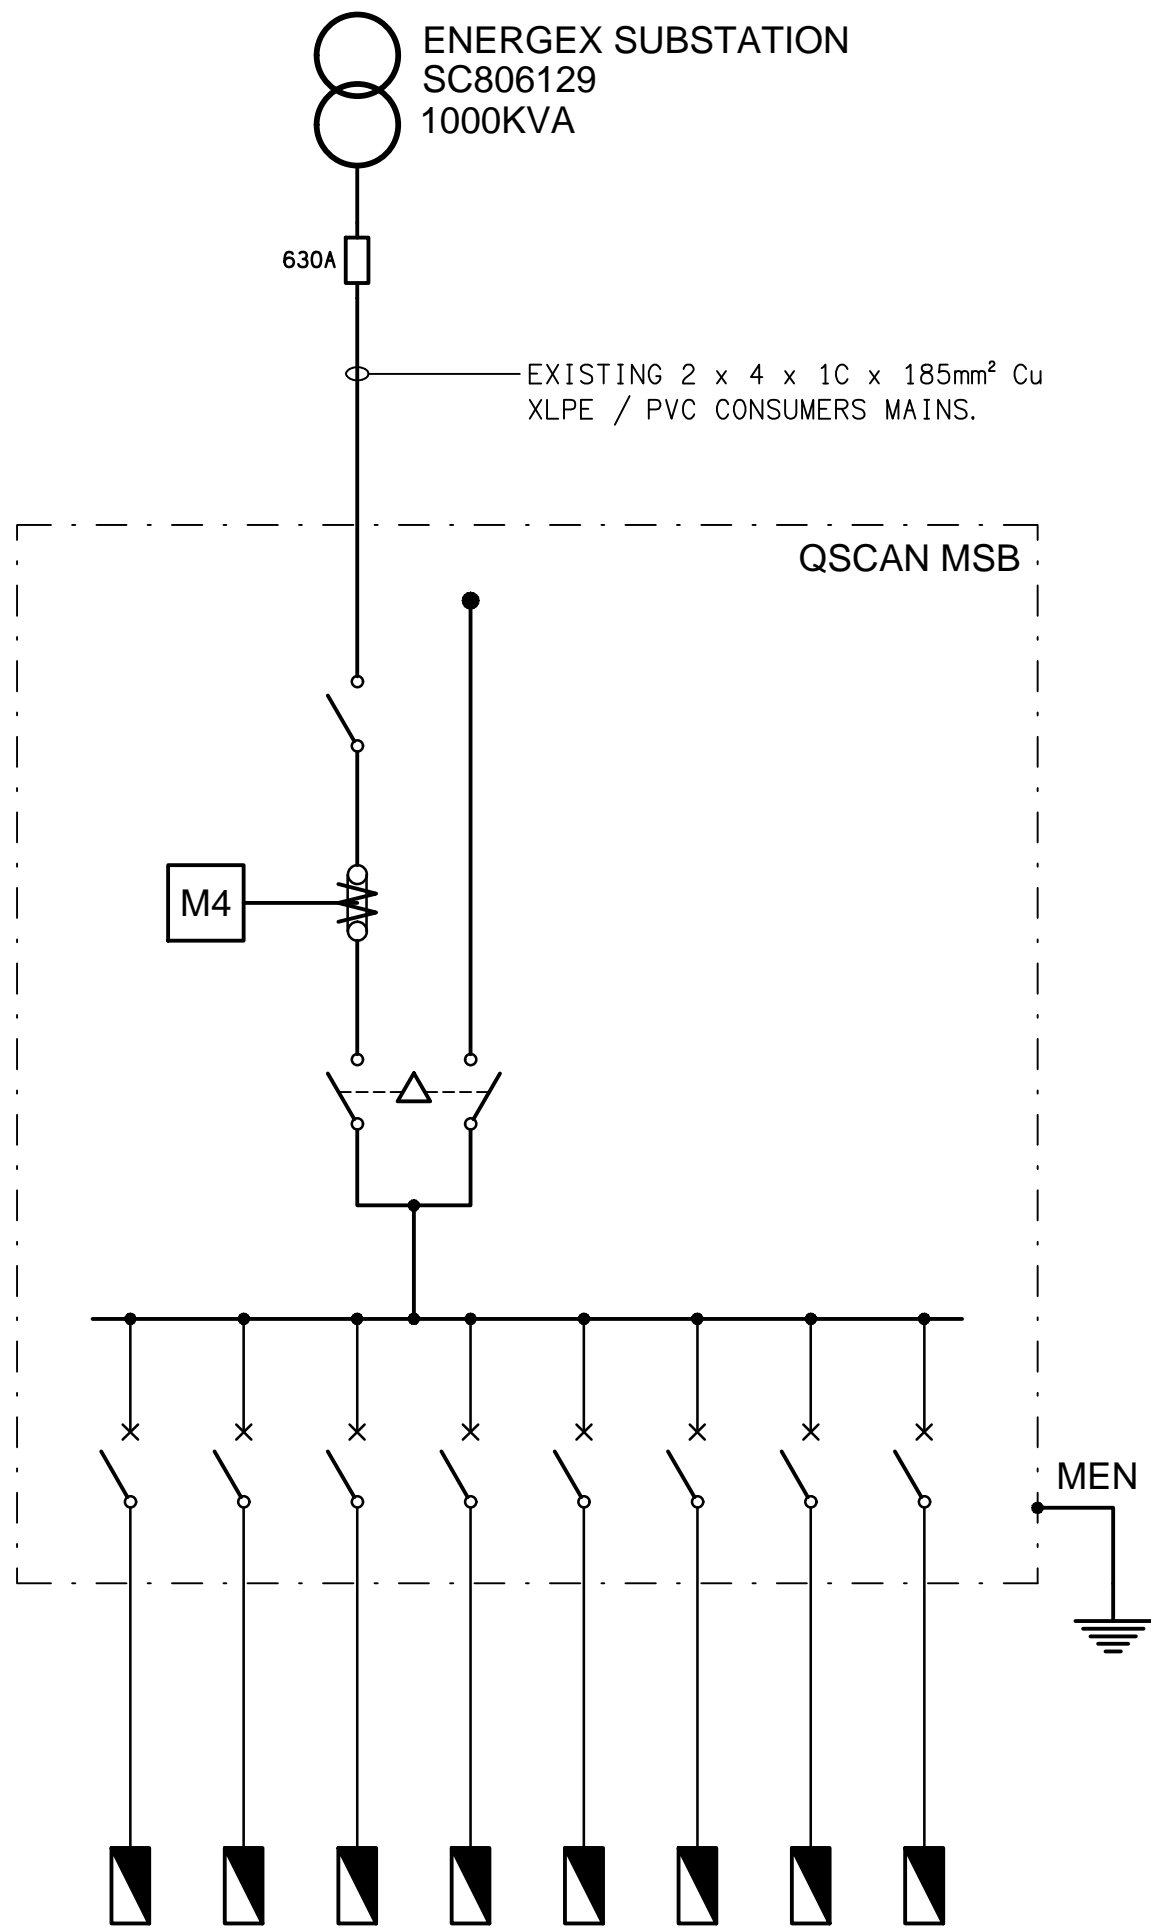 ENERGEX SUBSTATION
SC806129
1000KVA
630A
EXISTING 2 x 4 x 1C x 185mm² Cu
XLPE / PVC CONSUMERS MAINS.
QSCAN MSB
M4
MEN